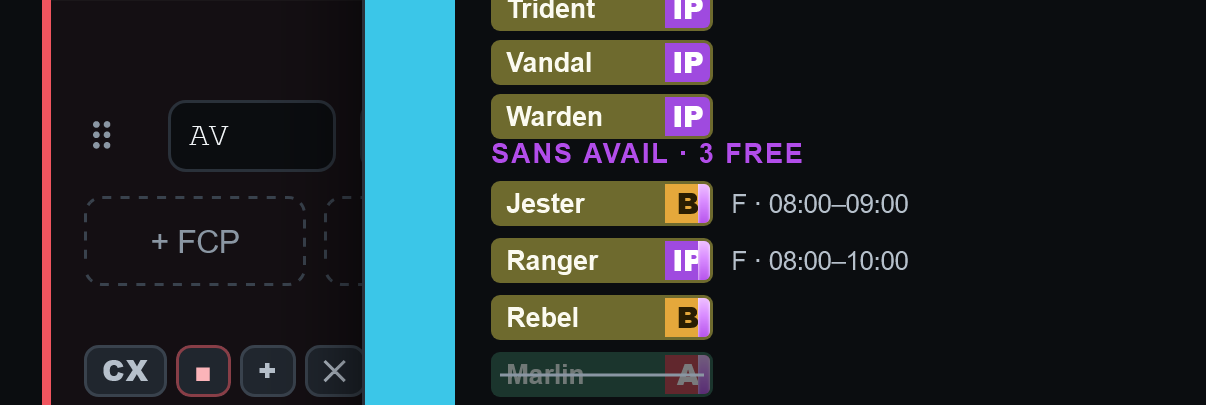 Trident IP
Vandal IP
Warden IP
AV
SANS AVAIL · 3 FREE
Jester B F · 08:00–09:00
+ FCP
Ranger IP F · 08:00–10:00
Rebel B
CX + ×
Marlin A